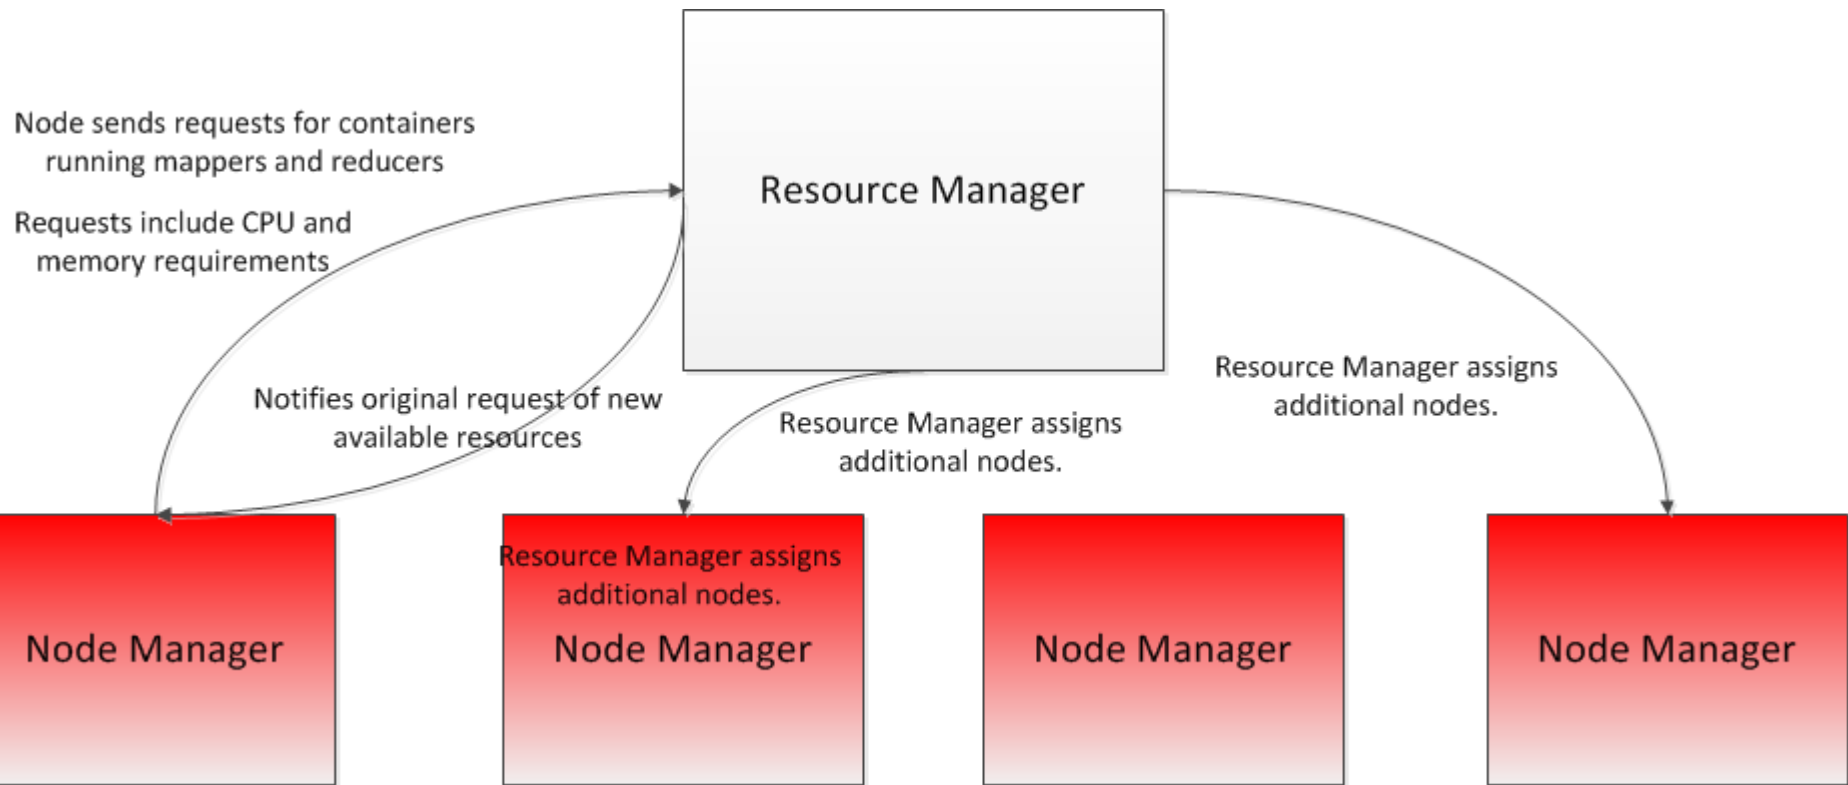 Node sends requests for containers
running mappers and reducers
Requests include CPU and
memory requirements
Resource Manager
Notifies original request of new
available resources
Resource Manager assigns
additional nodes.
Resource Manager assigns
additional nodes.
Node Manager
Resource Manager assigns
additional nodes.
Node Manager
Node Manager
Node Manager